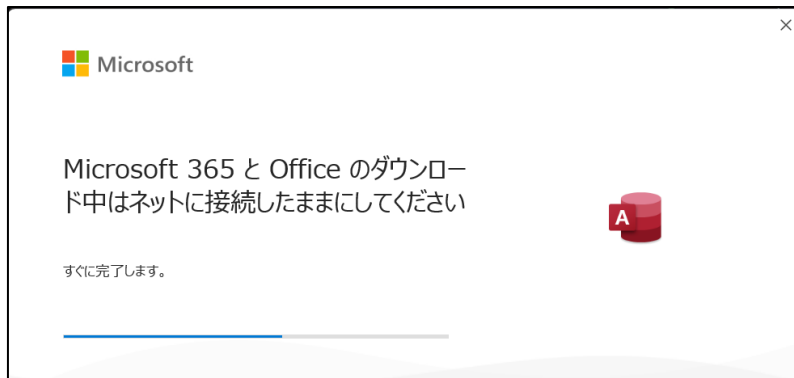 Microsoft
Microsoft 365 と Office のダウンロー
ド中はネットに接続したままにしてください
A
すぐに完了します。